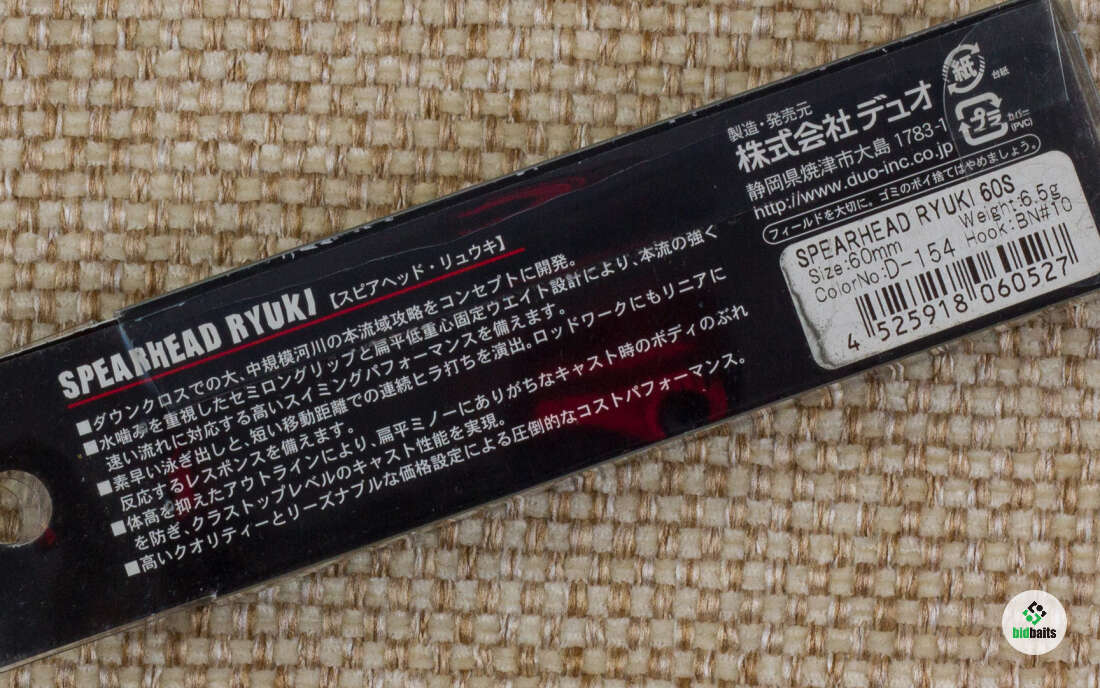 SPEARHEAD RYUKI 【スピアヘッド・リュウキ】
■ダウンクロスでの大、中規模河川の本流域攻略をコンセプトに開発。
■水噛みを重視したセミロングリップと扁平低重心固定ウエイト設計により、本流の強く
速い流れに対応する高いスイミングパフォーマンスを備えます。
■素早い泳ぎ出しと、短い移動距離での連続ヒラ打ちを演出。ロッドワークにもリニアに
反応するレスポンスを備えます。
■体高を抑えたアウトラインにより、扁平ミノーにありがちなキャスト時のボディのぶれ
を防ぎ、クラストップレベルのキャスト性能を実現。
■高いクオリティーとリーズナブルな価格設定による圧倒的なコストパフォーマンス。
製造・発売元
株式会社デュオ
静岡県焼津市大島 1783-1
http://www.duo-inc.co.jp
フィールドを大切に。ゴミのポイ捨てはやめましょう。
紙
台紙
プラ
カバー
(PVC)
SPEARHEAD RYUKI 60S
Size:60mm Weight:6.5g
ColorNo:D-154 Hook:BN#10
4 525918 060527
bidbaits